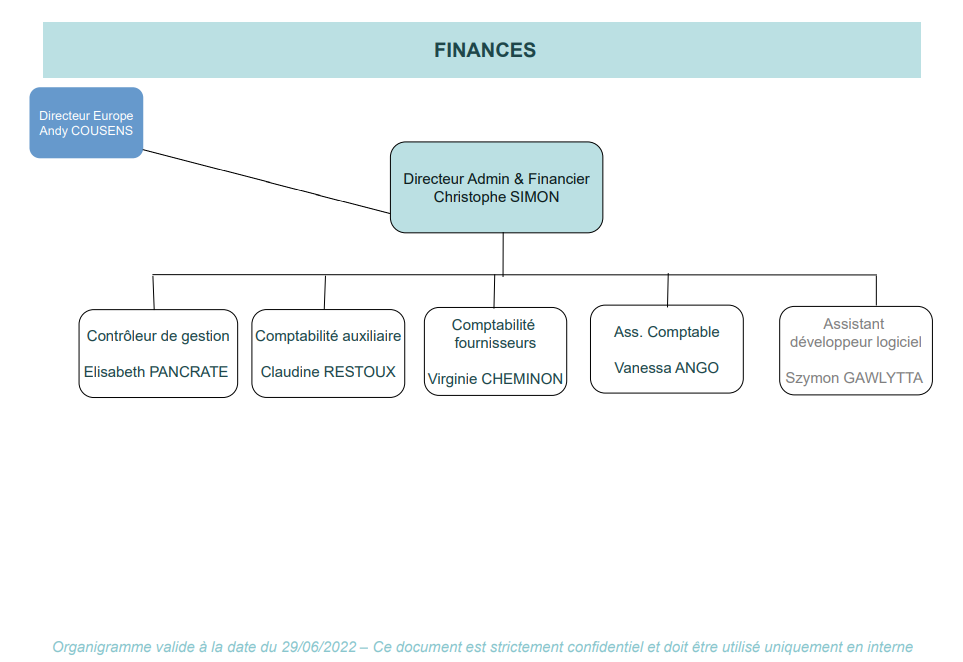 FINANCES
Directeur Europe
Andy COUSENS
Directeur Admin & Financier
Christophe SIMON
Contrôleur de gestion
Elisabeth PANCRATE
Comptabilité auxiliaire
Claudine RESTOUX
Comptabilité
fournisseurs
Virginie CHEMINON
Ass. Comptable
Vanessa ANGO
Assistant
développeur logiciel
Szymon GAWLYTTA
Organigramme valide à la date du 29/06/2022 – Ce document est strictement confidentiel et doit être utilisé uniquement en interne